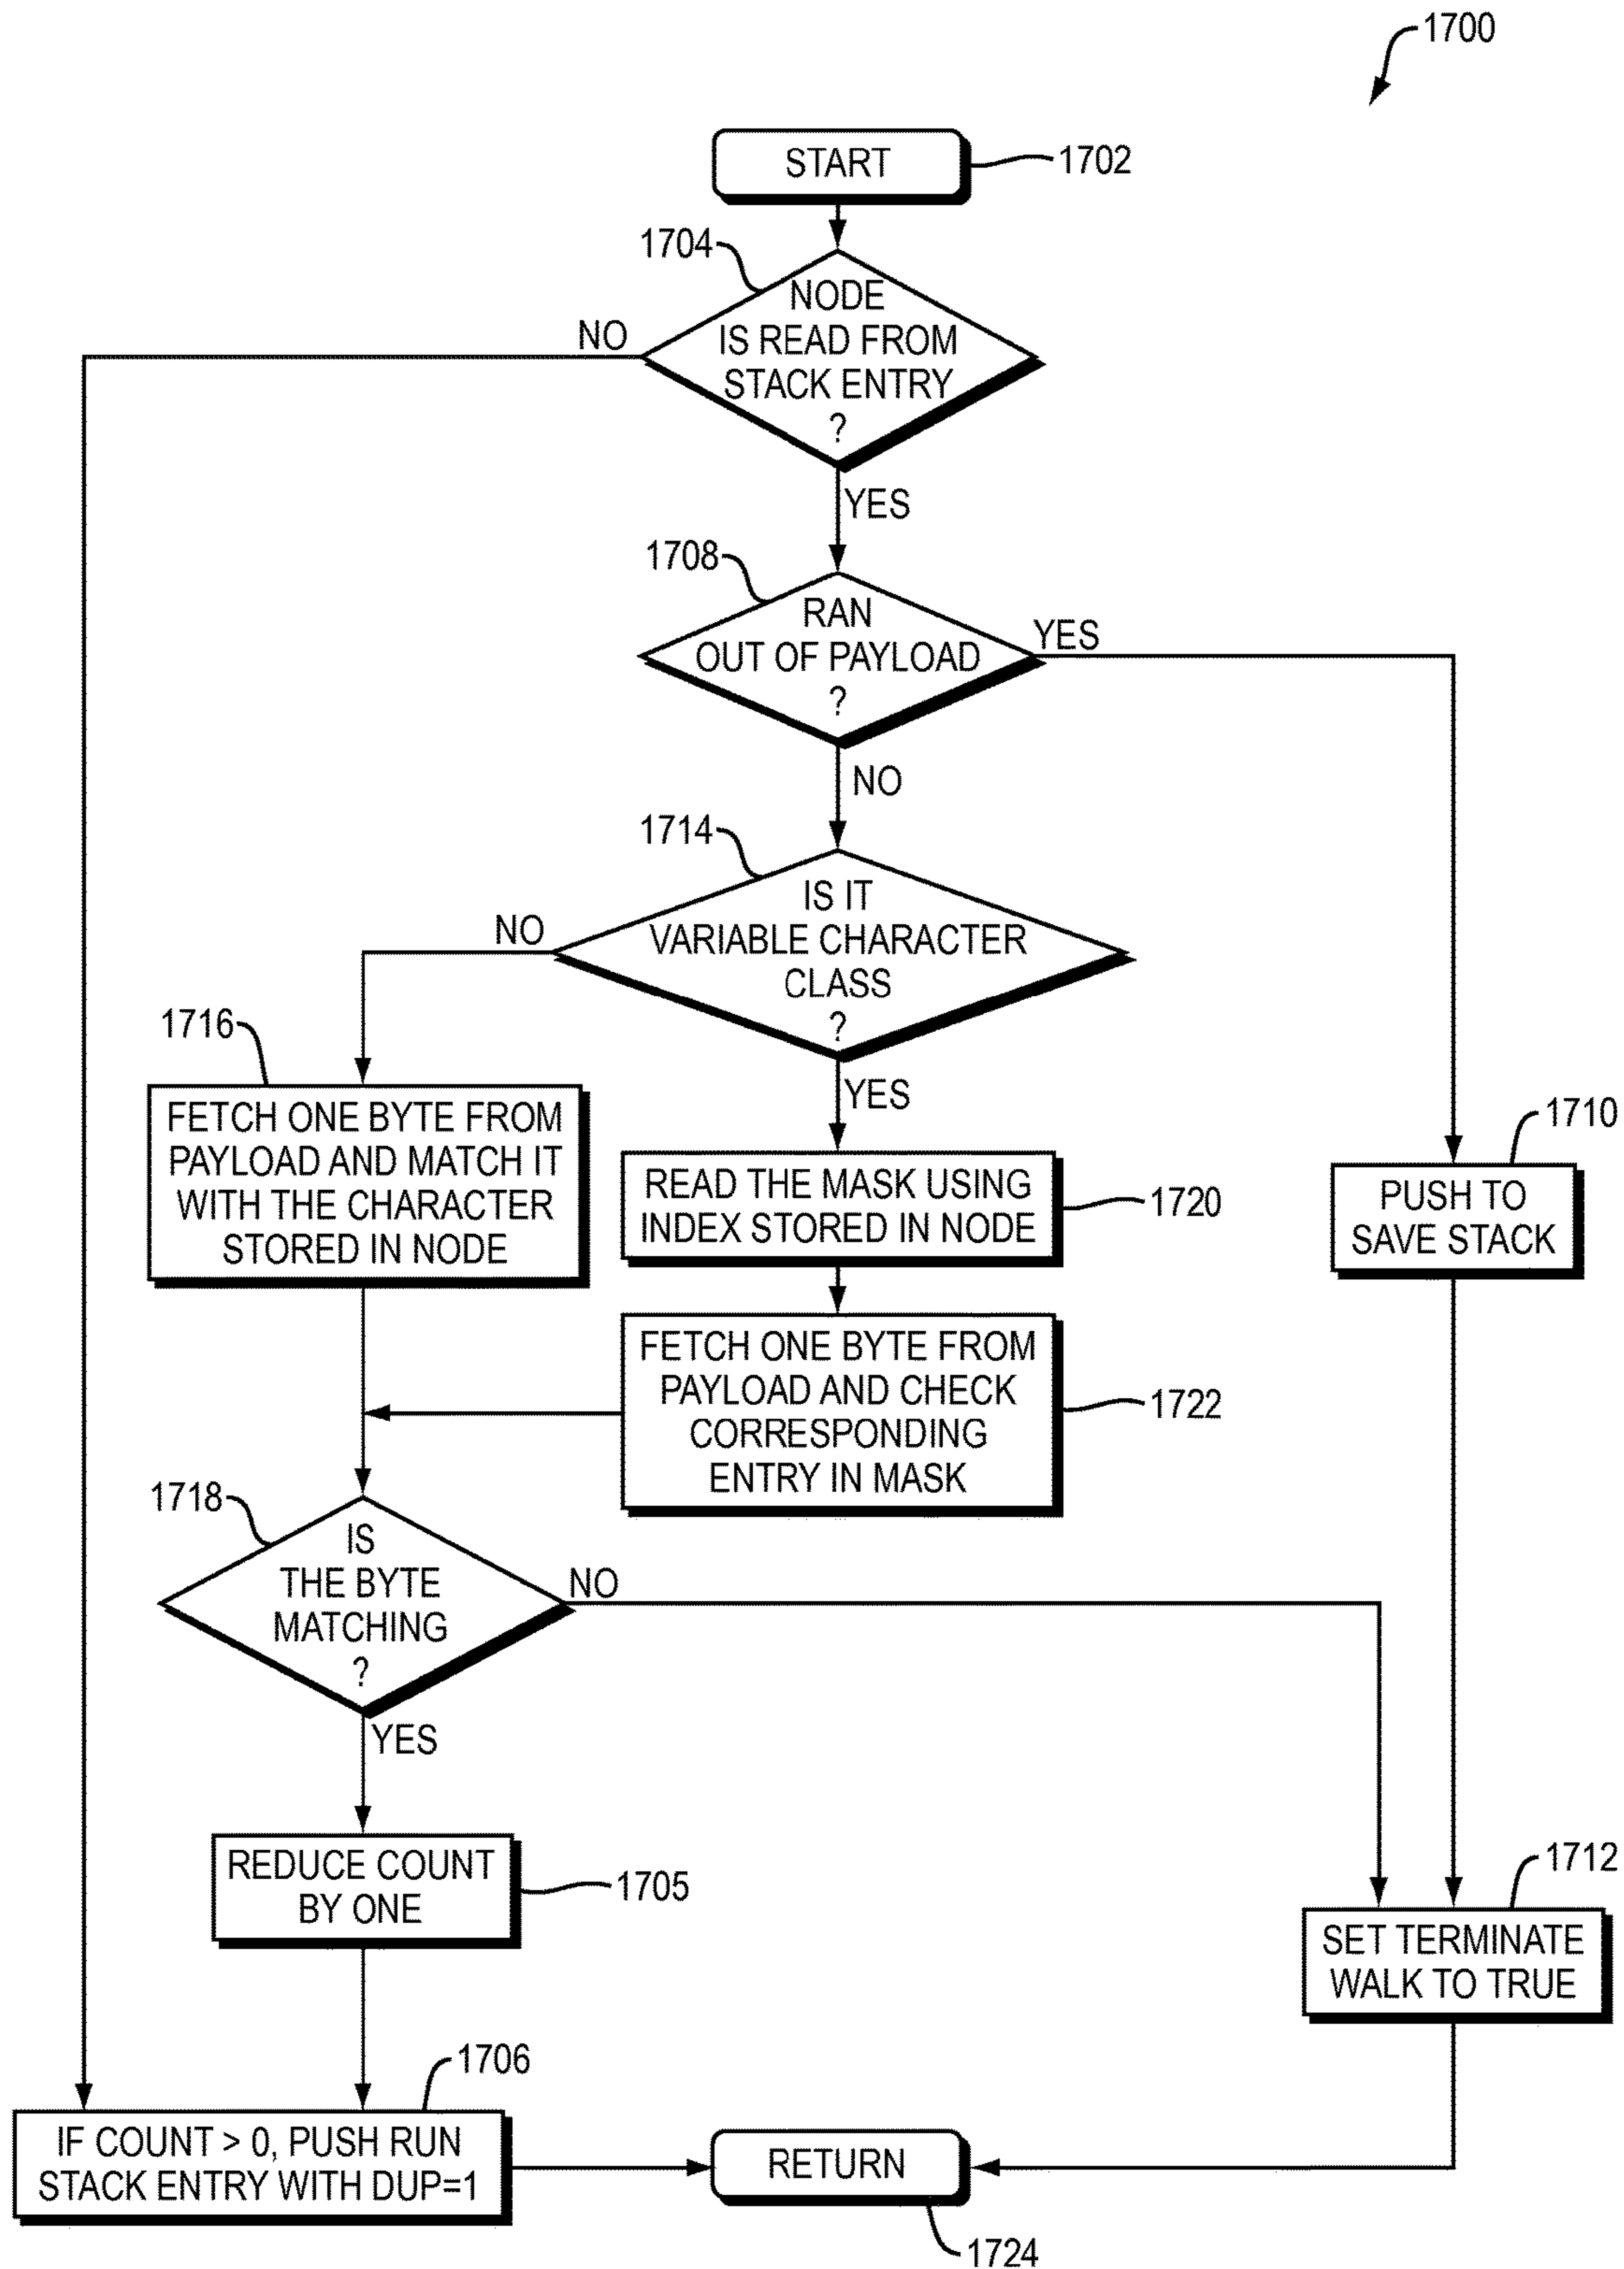 1700
START
1702
1704
NODE
IS READ FROM
STACK ENTRY
?
NO
YES
1708
RAN
OUT OF PAYLOAD
?
YES
NO
1714
IS IT
VARIABLE CHARACTER
CLASS
?
NO
YES
1716
FETCH ONE BYTE FROM
PAYLOAD AND MATCH IT
WITH THE CHARACTER
STORED IN NODE
READ THE MASK USING
INDEX STORED IN NODE
1720
1710
PUSH TO
SAVE STACK
FETCH ONE BYTE FROM
PAYLOAD AND CHECK
CORRESPONDING
ENTRY IN MASK
1722
1718
IS
THE BYTE
MATCHING
?
NO
YES
REDUCE COUNT
BY ONE
1705
1712
SET TERMINATE
WALK TO TRUE
1706
IF COUNT > 0, PUSH RUN
STACK ENTRY WITH DUP=1
RETURN
1724